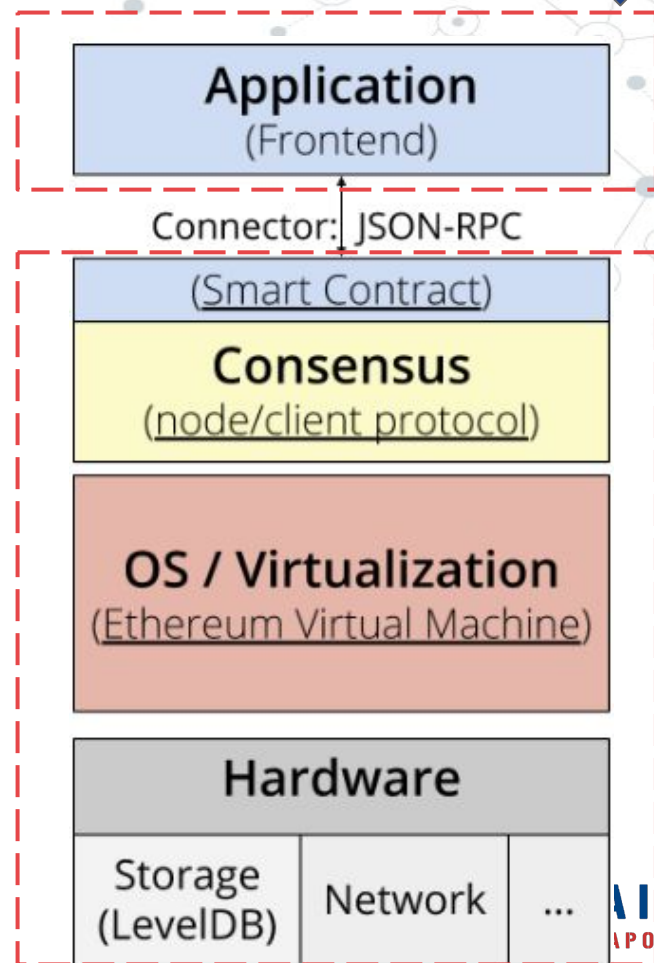 Application
(Frontend)
Connector: JSON-RPC
(Smart Contract)
Consensus
(node/client protocol)
OS / Virtualization
(Ethereum Virtual Machine)
Hardware
Storage
(LevelDB)
Network
...